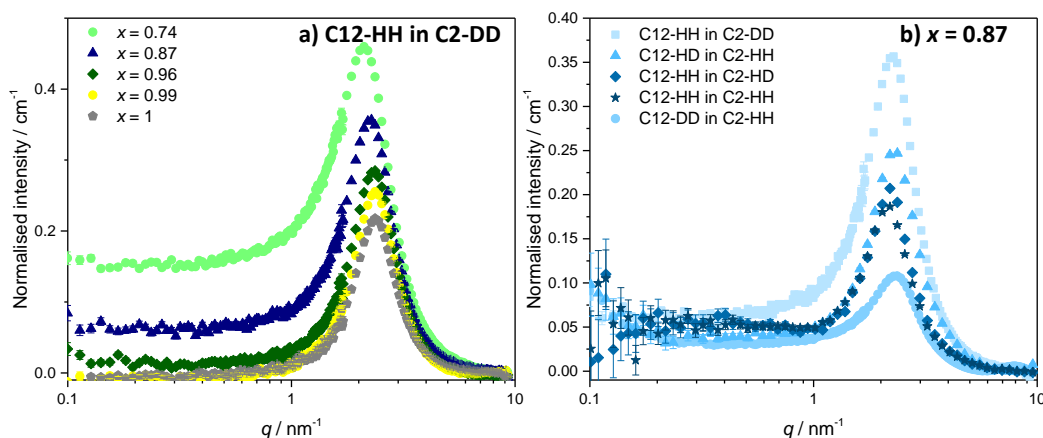 a) C12-HH in C2-DD
x = 0.74
x = 0.87
x = 0.96
x = 0.99
x = 1
Normalised intensity / cm⁻¹
0.4
0.2
0.0
0.1
1
10
q / nm⁻¹
b) x = 0.87
C12-HH in C2-DD
C12-HD in C2-HH
C12-HH in C2-HD
C12-HH in C2-HH
C12-DD in C2-HH
Normalised intensity / cm⁻¹
0.40
0.35
0.30
0.25
0.20
0.15
0.10
0.05
0.00
0.1
1
10
q / nm⁻¹